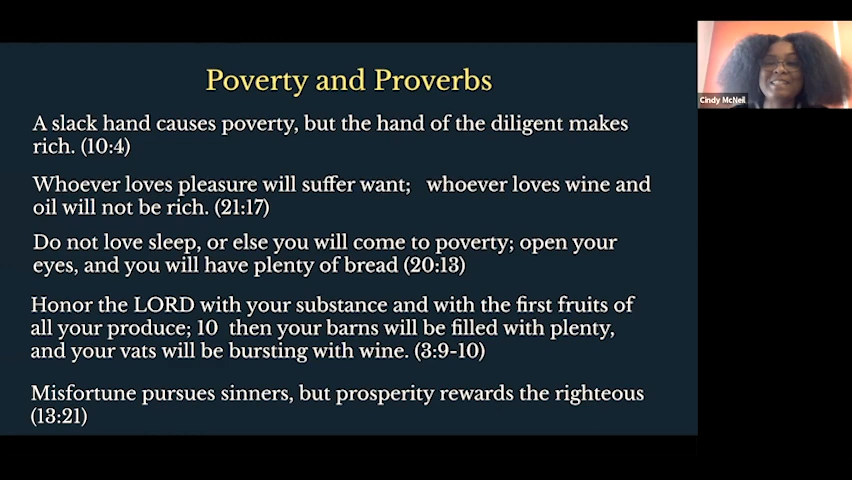 Poverty and Proverbs
A slack hand causes poverty, but the hand of the diligent makes
rich. (10:4)
Whoever loves pleasure will suffer want;   whoever loves wine and
oil will not be rich. (21:17)
Do not love sleep, or else you will come to poverty; open your
eyes, and you will have plenty of bread (20:13)
Honor the LORD with your substance and with the first fruits of
all your produce; 10  then your barns will be filled with plenty,
and your vats will be bursting with wine. (3:9-10)
Misfortune pursues sinners, but prosperity rewards the righteous
(13:21)
Cindy McNeil